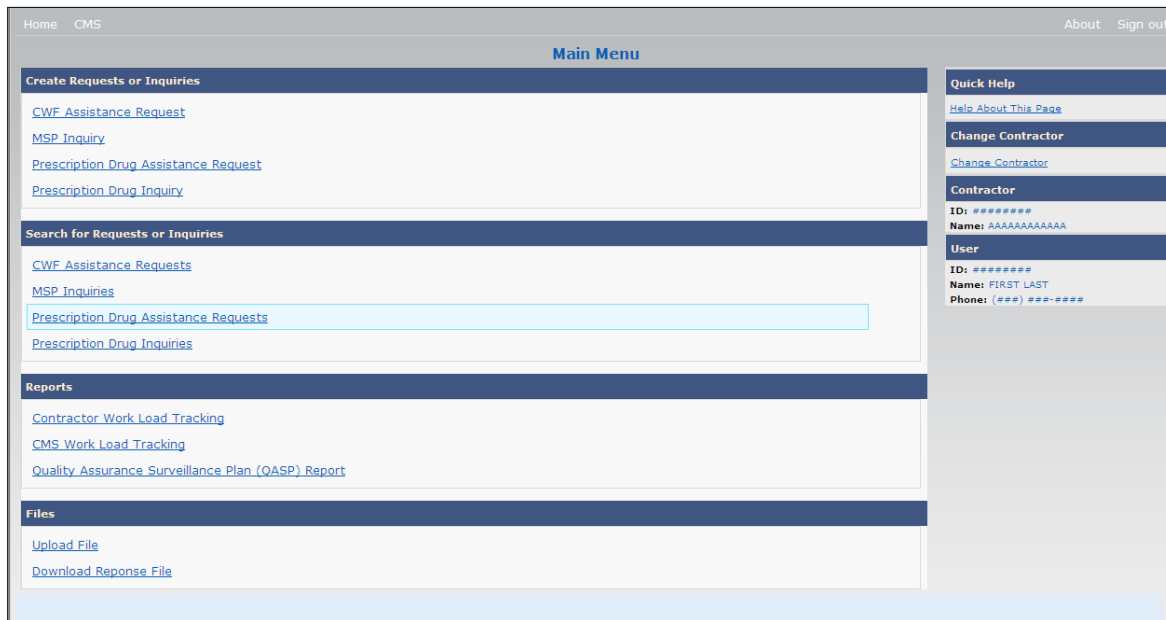 Home CMS About Sign out
Main Menu
Create Requests or Inquiries
CWF Assistance Request
MSP Inquiry
Prescription Drug Assistance Request
Prescription Drug Inquiry
Search for Requests or Inquiries
CWF Assistance Requests
MSP Inquiries
Prescription Drug Assistance Requests
Prescription Drug Inquiries
Reports
Contractor Work Load Tracking
CMS Work Load Tracking
Quality Assurance Surveillance Plan (QASP) Report
Files
Upload File
Download Reponse File
Quick Help
Help About This Page
Change Contractor
Change Contractor
Contractor
ID: ########
Name: AAAAAAAAAAAA
User
ID: ########
Name: FIRST LAST
Phone: (###) ###-####